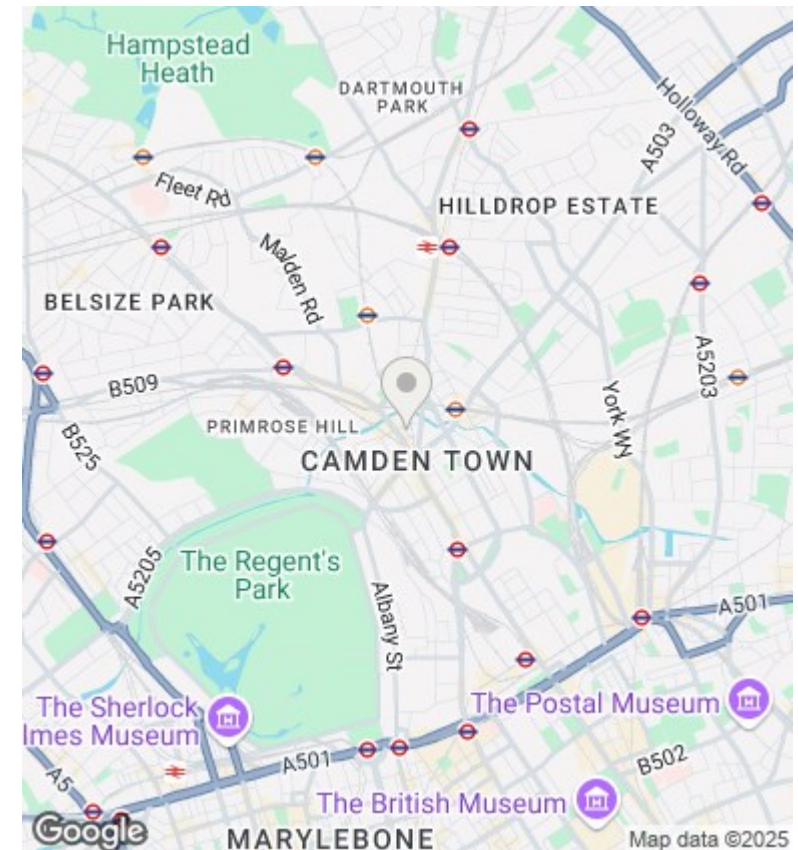 Hampstead
Heath
DARTMOUTH
PARK
Holloway Rd
A503
Fleet Rd
HILLDROP ESTATE
Malden Rd
BELSIZE PARK
A5203
B509
York WY
PRIMROSE HILL
B525
CAMDEN TOWN
The Regent's
Park
A5205
Albany St
A501
The Sherlock
lmes Museum
The Postal Museum
A501
B502
A5
The British Museum
Google
MARYLEBONE
Map data ©2025